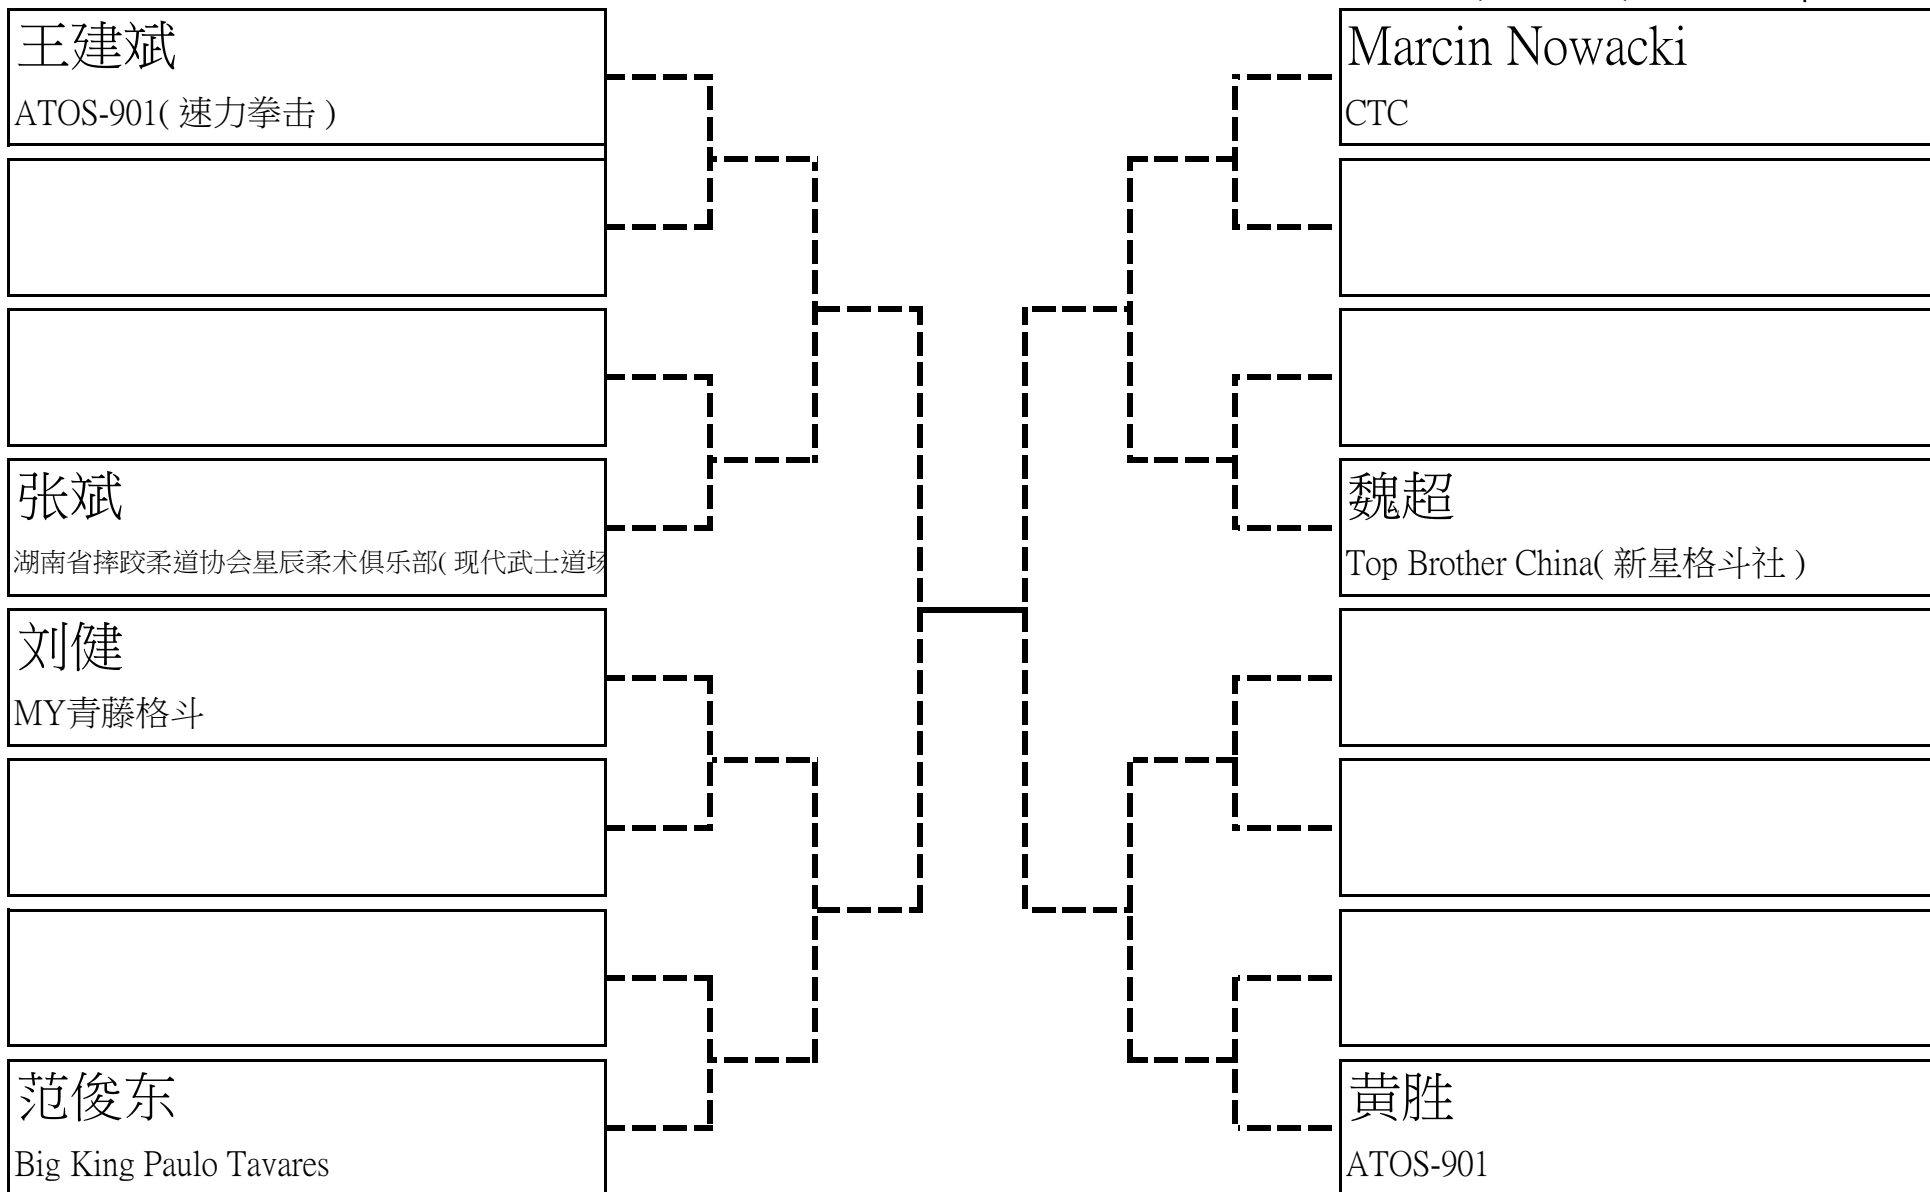 王建斌
ATOS-901( 速力拳击 )
张斌
湖南省摔跤柔道协会星辰柔术俱乐部( 现代武士道场
刘健
MY青藤格斗
范俊东
Big King Paulo Tavares
Marcin Nowacki
CTC
魏超
Top Brother China( 新星格斗社 )
黄胜
ATOS-901